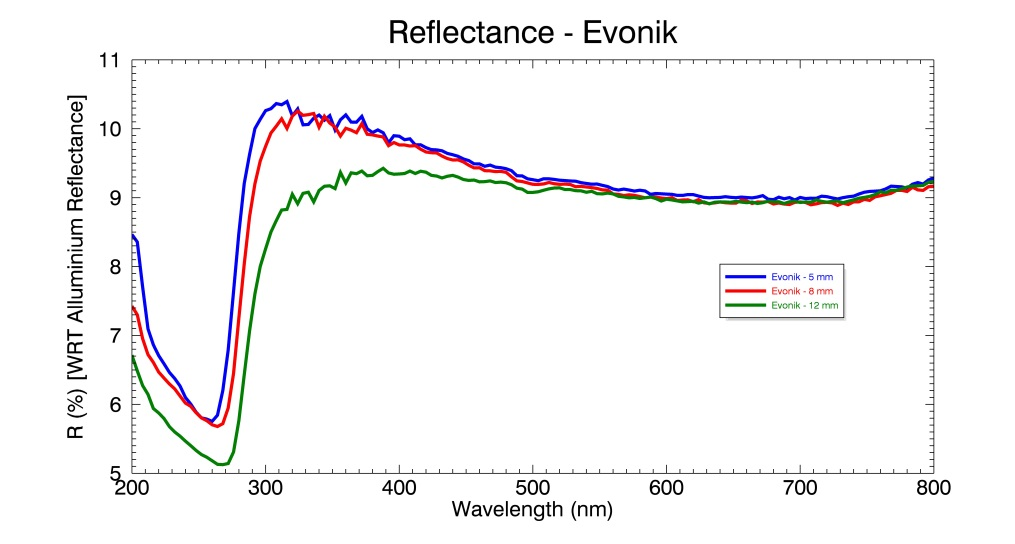 Reflectance - Evonik
11
10
9
8
7
6
5
R (%) [WRT Alluminium Reflectance]
Evonik - 5 mm
Evonik - 8 mm
Evonik - 12 mm
200 300 400 500 600 700 800
Wavelength (nm)